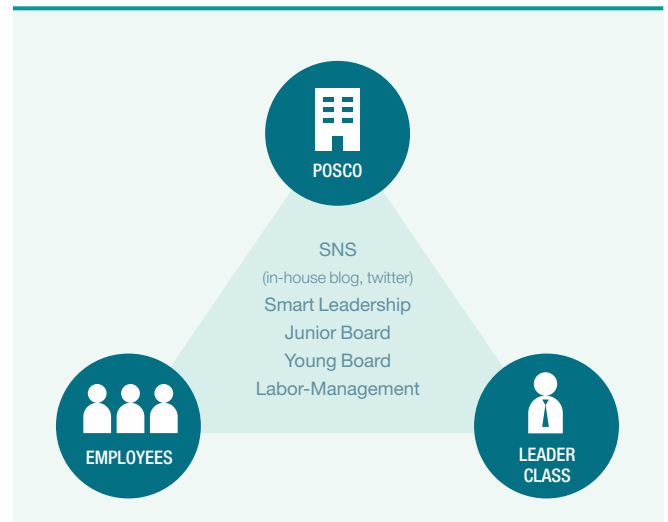 POSCO
SNS
(in-house blog, twitter)
Smart Leadership
Junior Board
Young Board
Labor-Management
EMPLOYEES
LEADER
CLASS